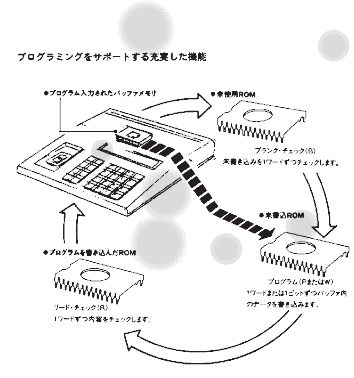 プログラミングをサポートする充実した機能
●プログラム入力されたバッファメモリ
●未使用ROM
ブランク・チェック(B)
未書き込みを1ワードずつチェックします。
●未書込ROM
プログラム(PまたはW)
1ワードまたは1ビットずつバッファ内
のデータを書き込みます。
●プログラムを書き込んだROM
リード・チェック(R)
1ワードずつ内容をチェックします。